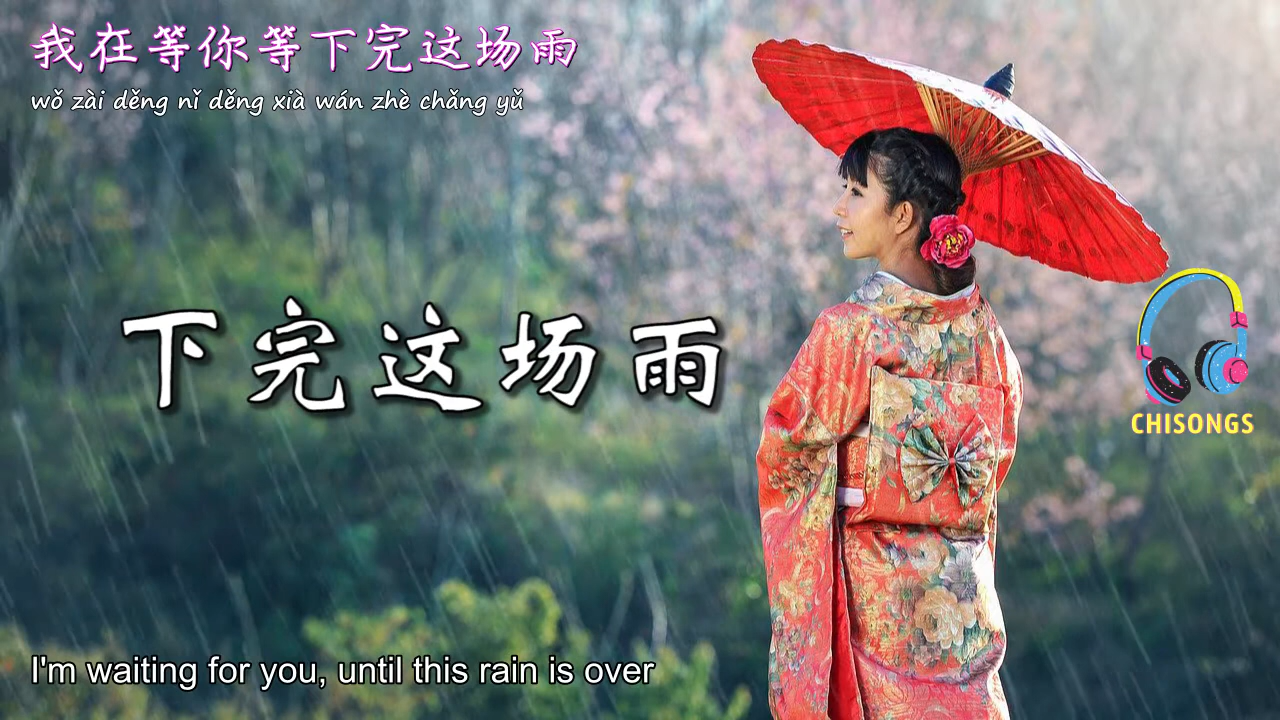 我在等你等下完这场雨
wǒ zài děng nǐ děng xià wán zhè chǎng yǔ
下完这场雨
CHISONGS
I'm waiting for you, until this rain is over